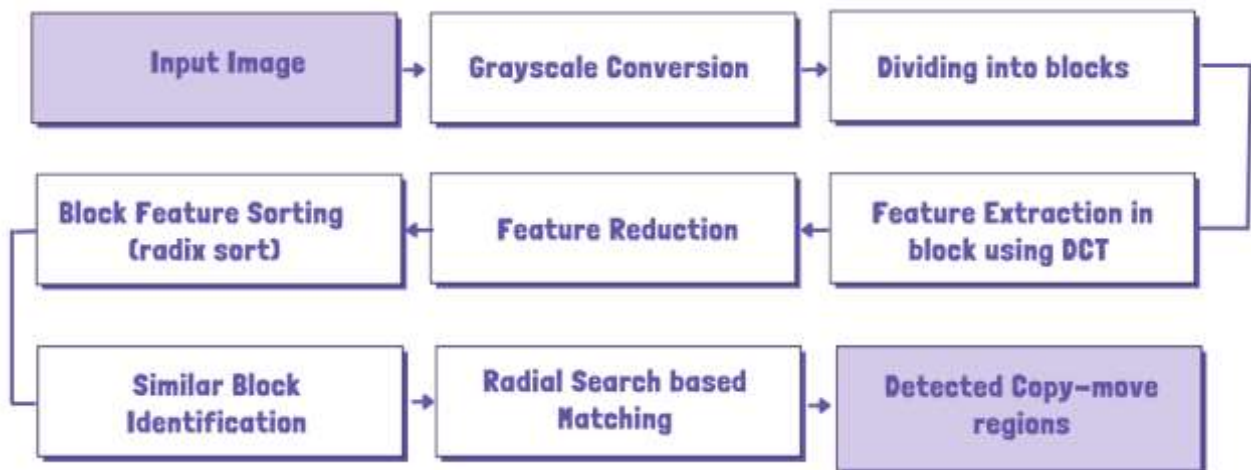 Input Image
Grayscale Conversion
Dividing into blocks
Feature Extraction in
block using DCT
Feature Reduction
Block Feature Sorting
(radix sort)
Similar Block
Identification
Radial Search based
Matching
Detected Copy-move
regions